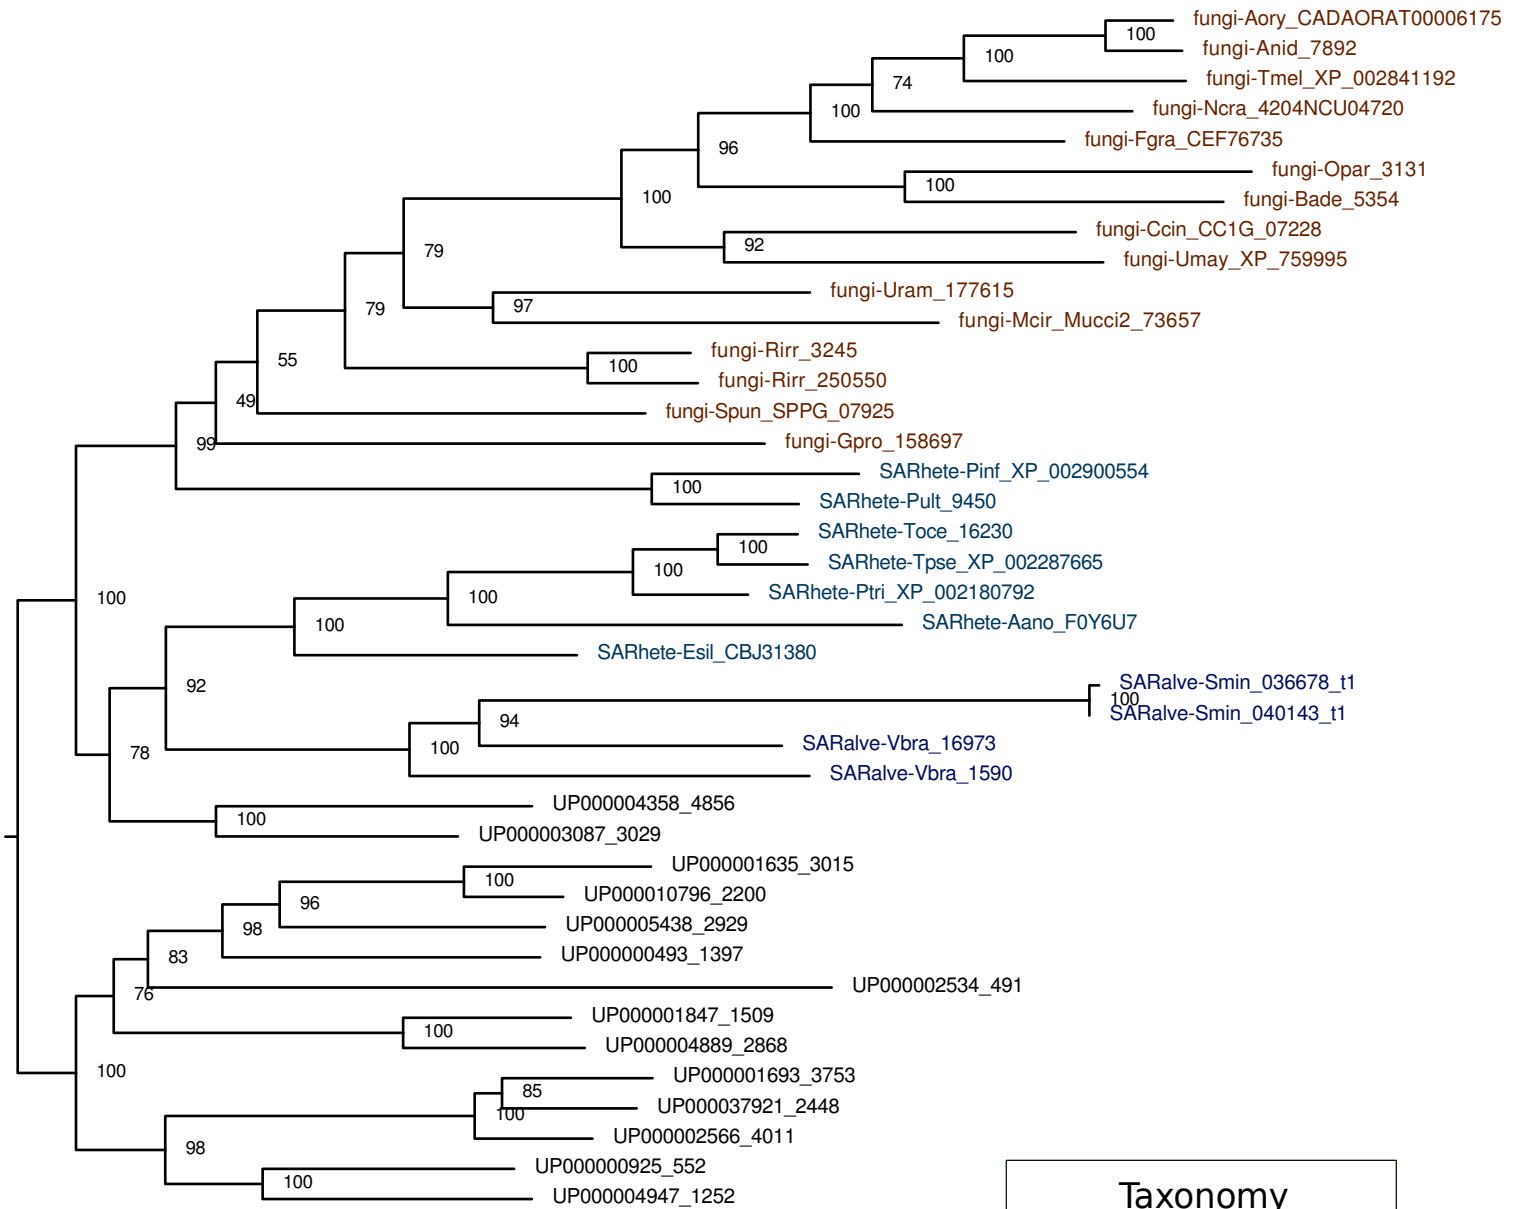 fungi-Aory_CADAORAT00006175
100
fungi-Anid_7892
100
fungi-Tmel_XP_002841192
74
fungi-Ncra_4204NCU04720
100
fungi-Fgra_CEF76735
96
fungi-Opar_3131
100
fungi-Bade_5354
100
fungi-Ccin_CC1G_07228
92
fungi-Umay_XP_759995
79
fungi-Uram_177615
97
fungi-Mcir_Mucci2_73657
79
fungi-Rirr_3245
100
fungi-Rirr_250550
55
49
fungi-Spun_SPPG_07925
99
fungi-Gpro_158697
SARhete-Pinf_XP_002900554
100
SARhete-Pult_9450
SARhete-Toce_16230
100
SARhete-Tpse_XP_002287665
100
SARhete-Ptri_XP_002180792
100
100
SARhete-Aano_F0Y6U7
100
SARhete-Esil_CBJ31380
92
SARalve-Smin_036678_t1
100
SARalve-Smin_040143_t1
94
SARalve-Vbra_16973
100
78
SARalve-Vbra_1590
UP000004358_4856
100
UP000003087_3029
UP000001635_3015
100
UP000010796_2200
96
UP000005438_2929
98
UP000000493_1397
83
UP000002534_491
76
UP000001847_1509
100
UP000004889_2868
100
UP000001693_3753
85
UP000037921_2448
100
UP000002566_4011
98
UP000000925_552
100
UP000004947_1252
Taxonomy